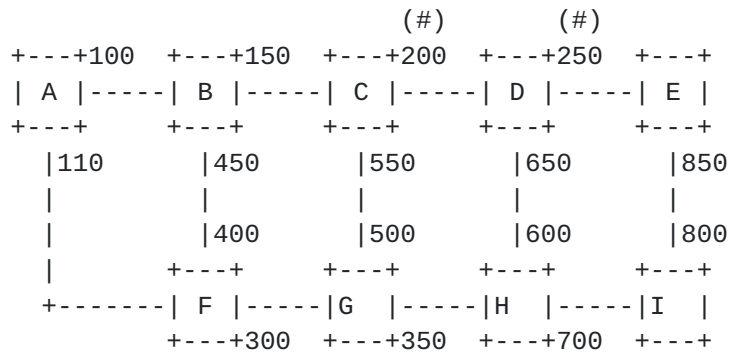 (#)       (#)
+---+100  +---+150  +---+200  +---+250  +---+
| A |-----| B |-----| C |-----| D |-----| E |
+---+     +---+     +---+     +---+     +---+
  |110      |450      |550      |650      |850
  |         |         |         |         |
  |         |400      |500      |600      |800
  |       +---+     +---+     +---+     +---+
  +-------| F |-----|G  |-----|H  |-----|I  |
          +---+300  +---+350  +---+700  +---+